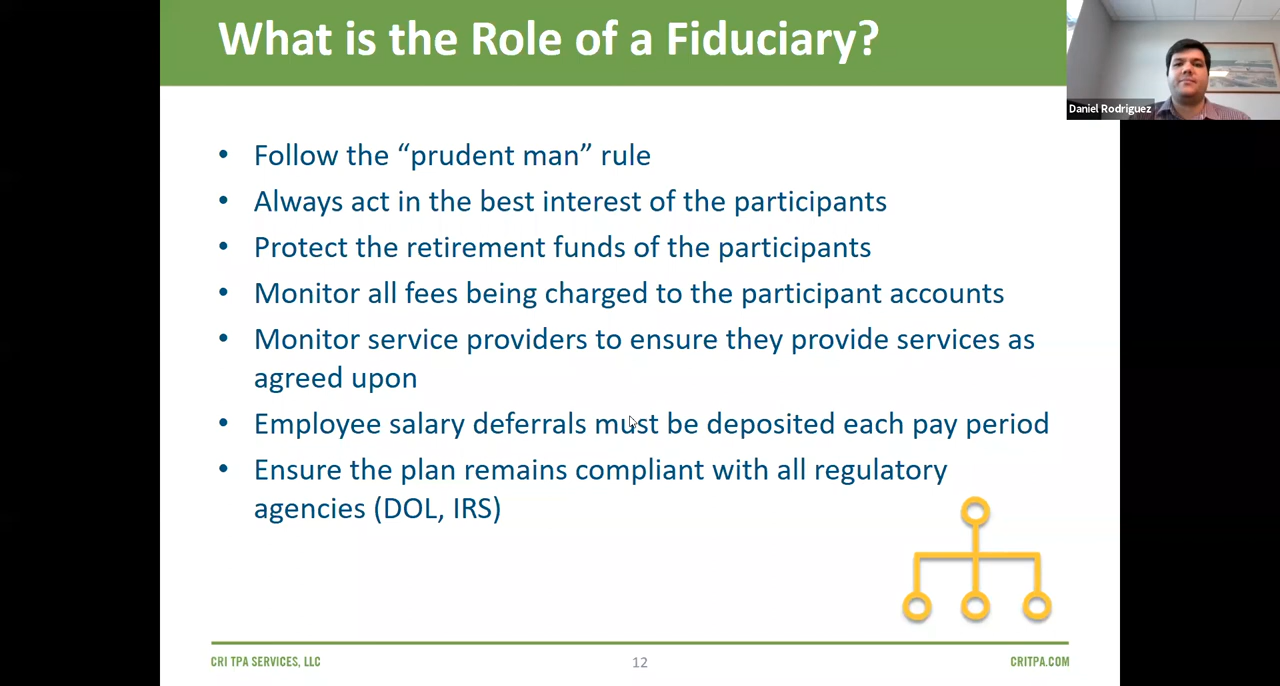 What is the Role of a Fiduciary?
Daniel Rodriguez
• Follow the “prudent man” rule
• Always act in the best interest of the participants
• Protect the retirement funds of the participants
• Monitor all fees being charged to the participant accounts
• Monitor service providers to ensure they provide services as
agreed upon
• Employee salary deferrals must be deposited each pay period
• Ensure the plan remains compliant with all regulatory
agencies (DOL, IRS)
CRI TPA SERVICES, LLC
12
CRITPA.COM